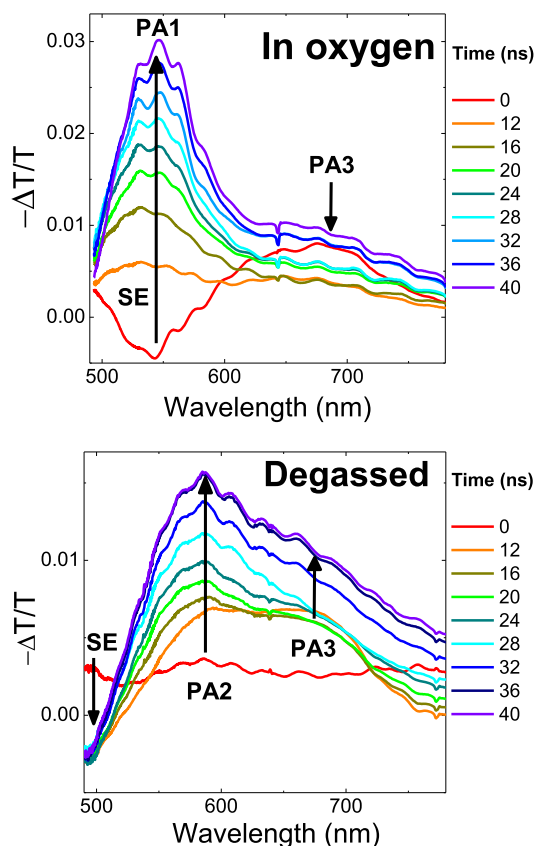 In oxygen
PA1
PA3
SE
−ΔT/T
0.03
0.02
0.01
0.00
500
600
700
Wavelength (nm)
Time (ns)
0
12
16
20
24
28
32
36
40
Degassed
SE
PA2
PA3
−ΔT/T
0.01
0.00
500
600
700
Wavelength (nm)
Time (ns)
0
12
16
20
24
28
32
36
40